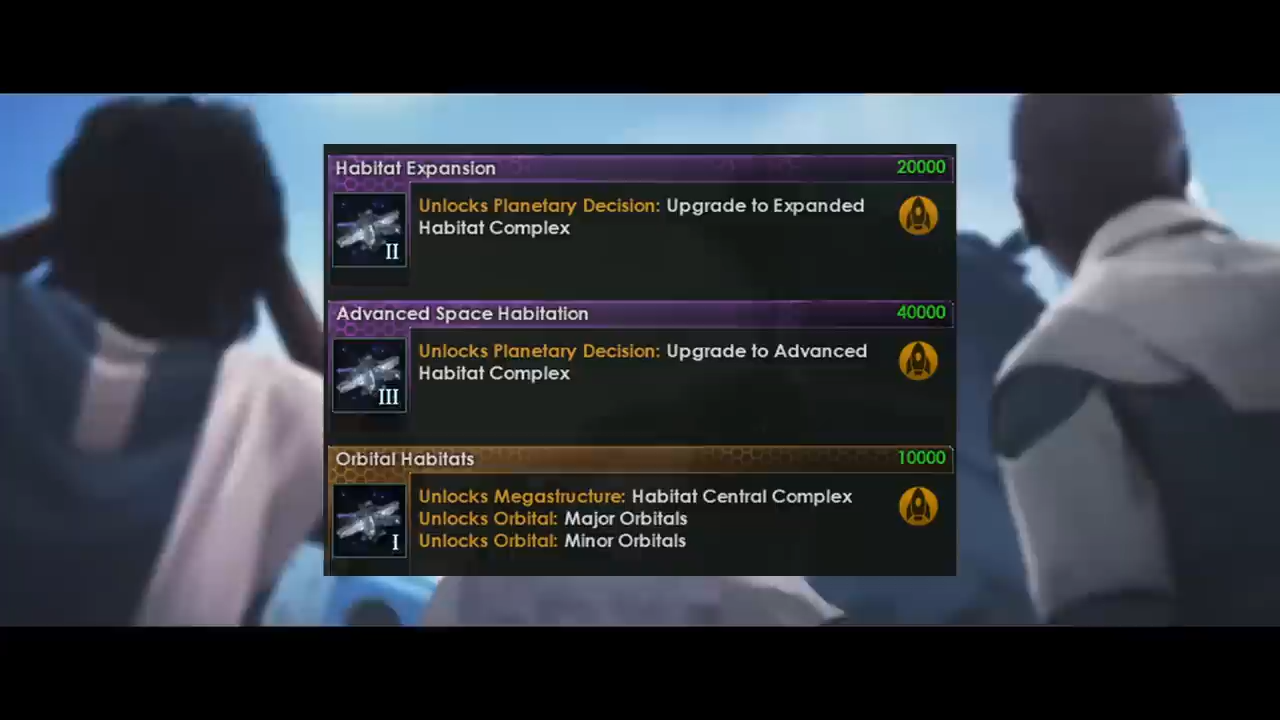 Habitat Expansion 20000
Unlocks Planetary Decision: Upgrade to Expanded
Habitat Complex
II
Advanced Space Habitation 40000
Unlocks Planetary Decision: Upgrade to Advanced
Habitat Complex
III
Orbital Habitats 10000
Unlocks Megastructure: Habitat Central Complex
Unlocks Orbital: Major Orbitals
Unlocks Orbital: Minor Orbitals
I